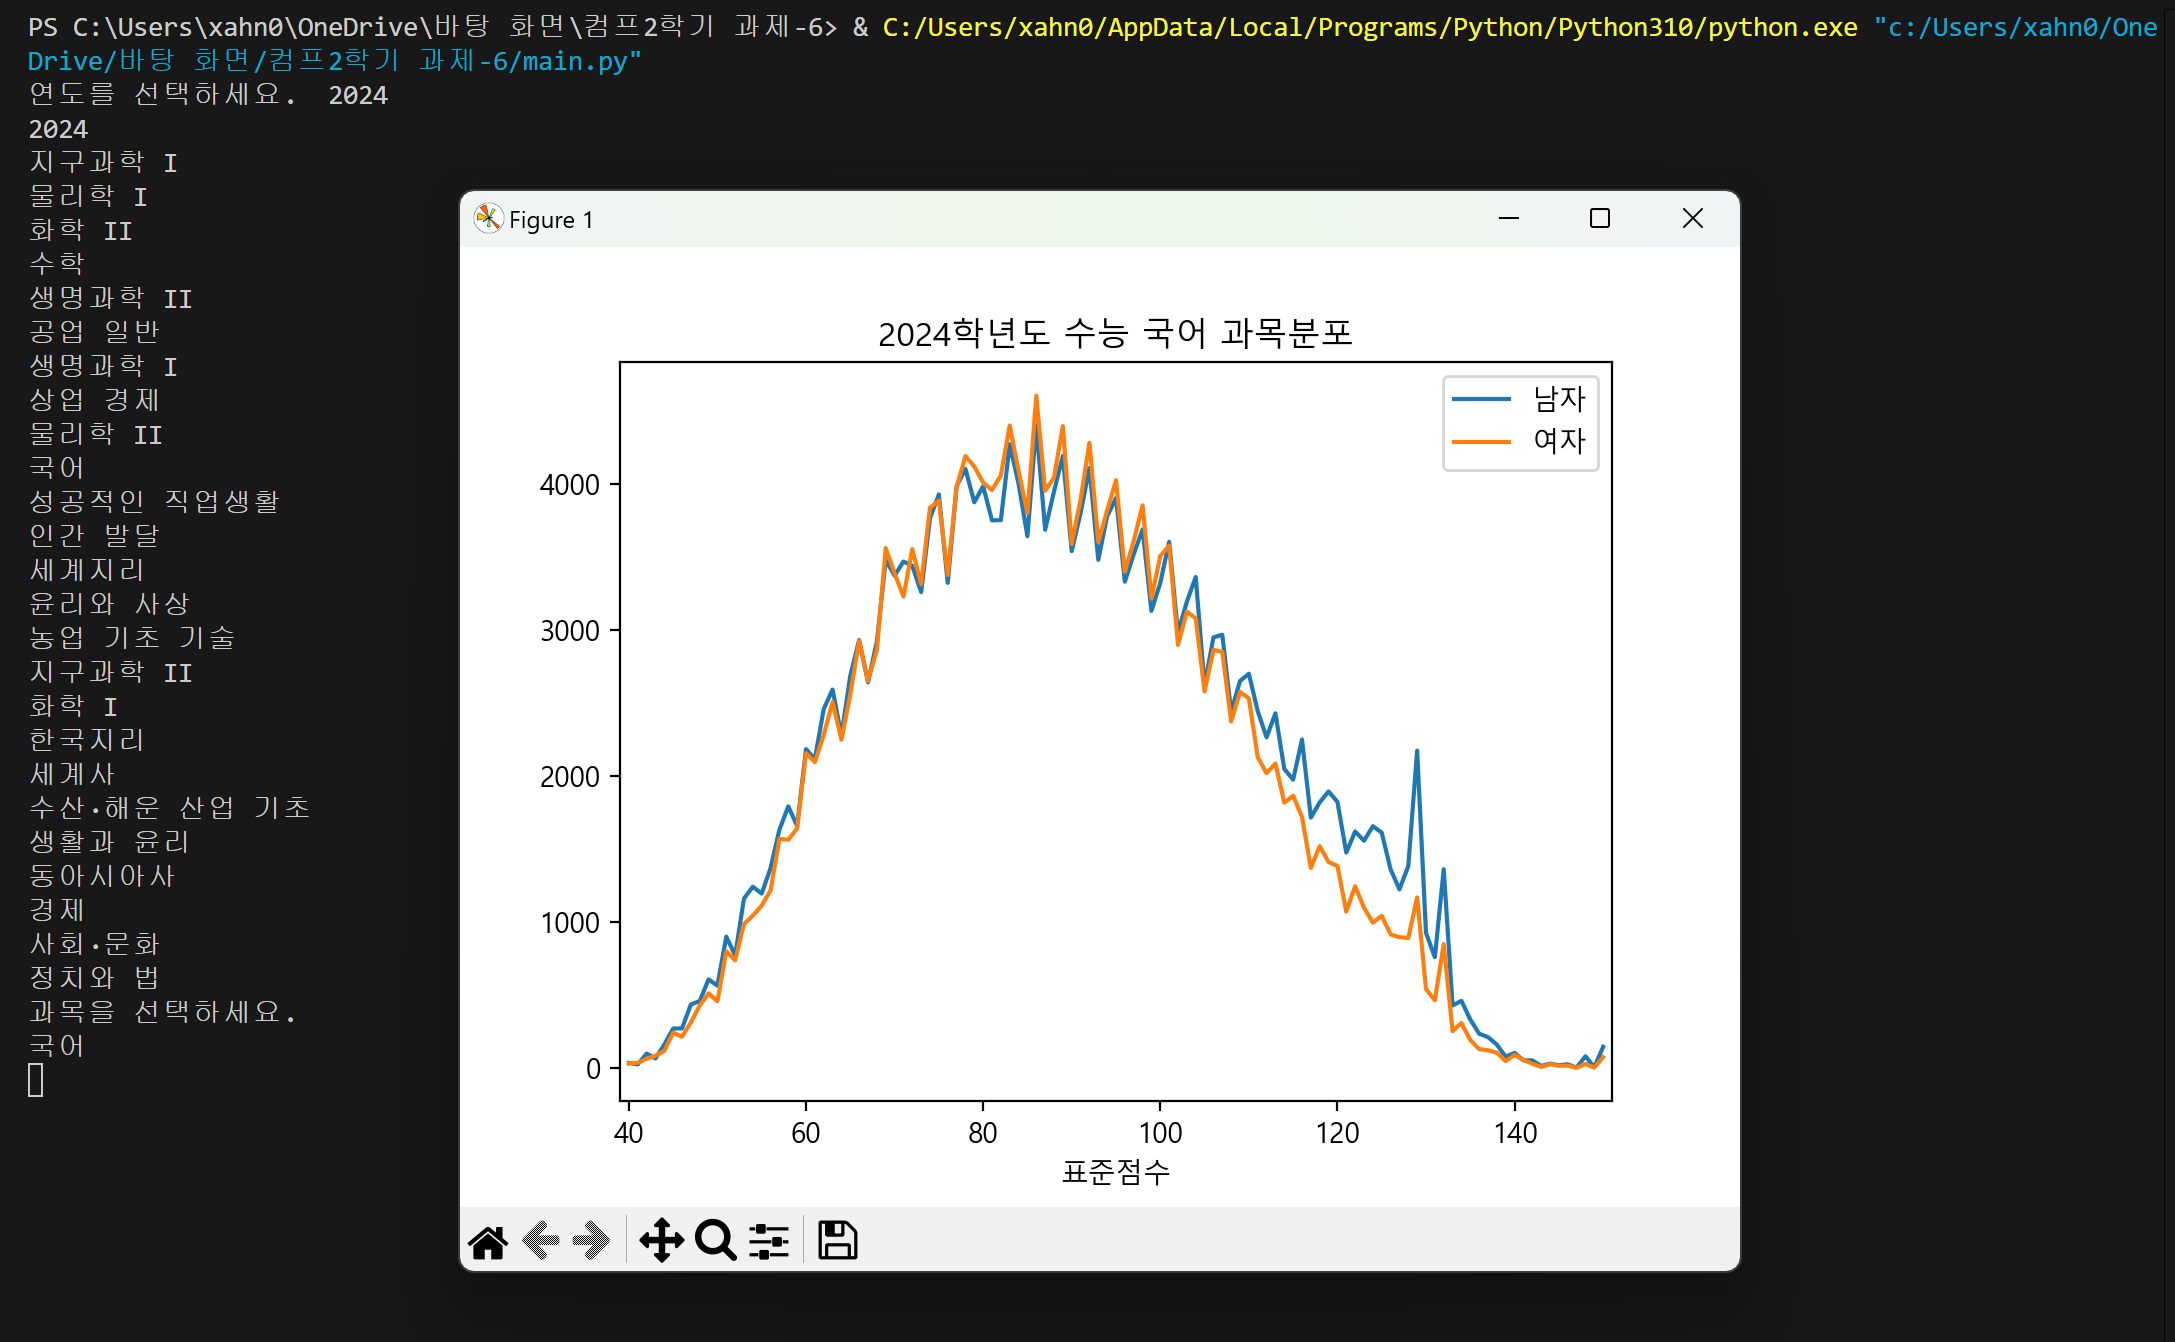 PS C:\Users\xahn0\OneDrive\바탕 화면\컴프2학기 과제-6> & C:/Users/xahn0/AppData/Local/Programs/Python/Python310/python.exe "c:/Users/xahn0/One
Drive/바탕 화면/컴프2학기 과제-6/main.py"
연도를 선택하세요. 2024
2024
지구과학 I
물리학 I
화학 II
수학
생명과학 II
공업 일반
생명과학 I
상업 경제
물리학 II
국어
성공적인 직업생활
인간 발달
세계지리
윤리와 사상
농업 기초 기술
지구과학 II
화학 I
한국지리
세계사
수산·해운 산업 기초
생활과 윤리
동아시아사
경제
사회·문화
정치와 법
과목을 선택하세요.
국어
Figure 1
2024학년도 수능 국어 과목분포
남자
여자
4000
3000
2000
1000
0
40 60 80 100 120 140
표준점수